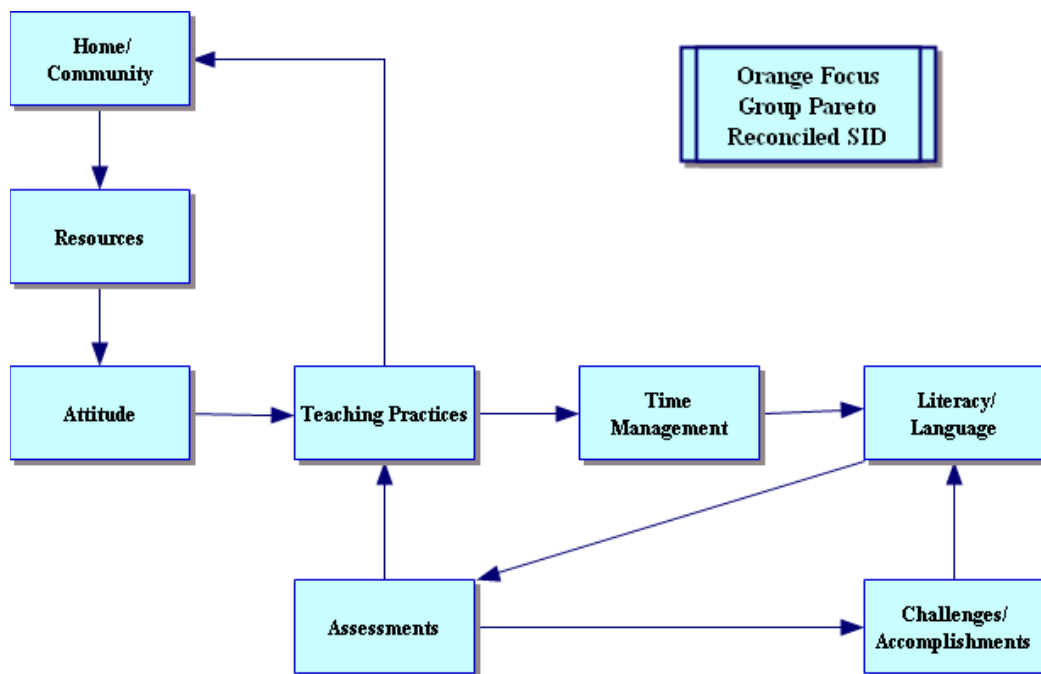 Home/
Community
Orange Focus
Group Pareto
Reconciled SID
Resources
Attitude
Teaching Practices
Time
Management
Literacy/
Language
Assessments
Challenges/
Accomplishments